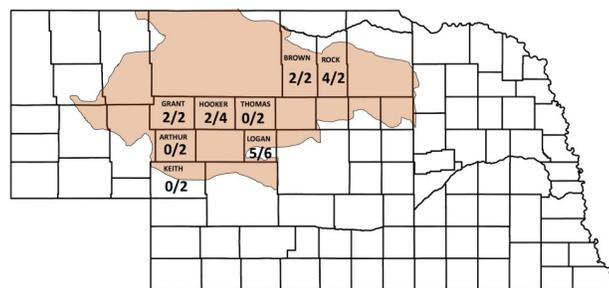 BROWN ROCK
2/2 4/2
GRANT HOOKER THOMAS
2/2 2/4 0/2
ARTHUR LOGAN
0/2 5/6
KEITH
0/2